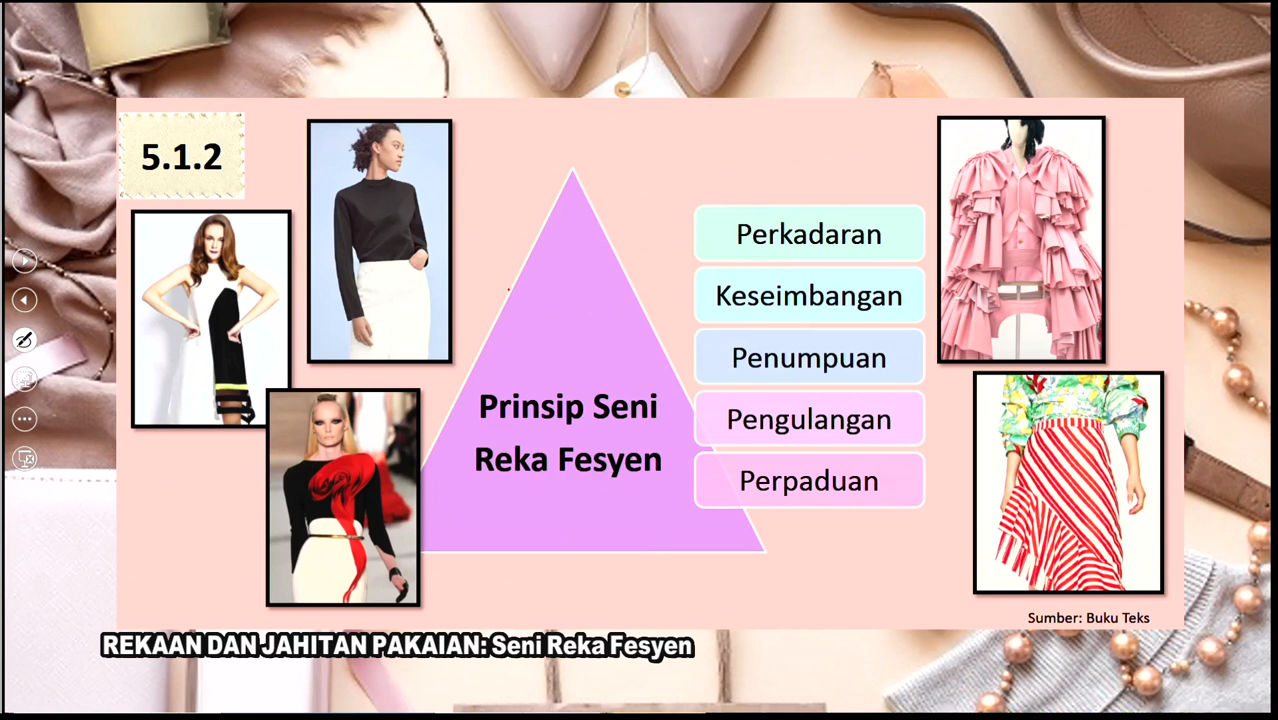 5.1.2
Prinsip Seni
Reka Fesyen
Perkadaran
Keseimbangan
Penumpuan
Pengulangan
Perpaduan
Sumber: Buku Teks
REKAAN DAN JAHITAN PAKAIAN: Seni Reka Fesyen